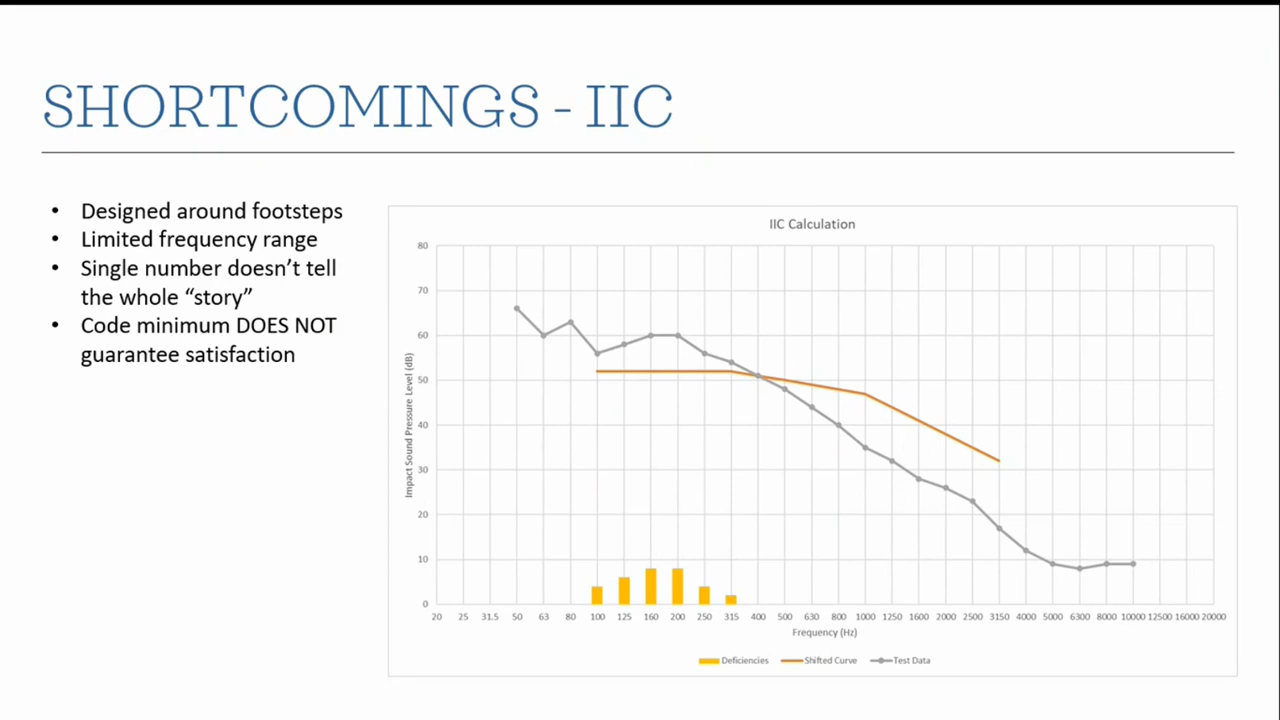 SHORTCOMINGS - IIC
• Designed around footsteps
• Limited frequency range
• Single number doesn’t tell
the whole “story”
• Code minimum DOES NOT
guarantee satisfaction
IIC Calculation
80
70
60
50
40
30
20
10
0
Impact Sound Pressure Level (dB)
20 25 31.5 50 63 80 100 125 160 200 250 315 400 500 630 800 1000 1250 1600 2000 2500 3150 4000 5000 6300 8000 10000 12500 16000 20000
Frequency (Hz)
Deficiencies Shifted Curve Test Data